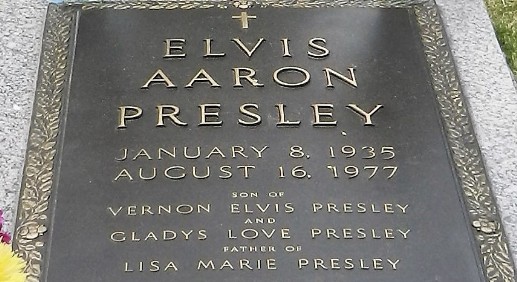 ELVIS
AARON
PRESLEY
JANUARY 8, 1935
AUGUST 16, 1977
SON OF
VERNON ELVIS PRESLEY
AND
GLADYS LOVE PRESLEY
FATHER OF
LISA MARIE PRESLEY